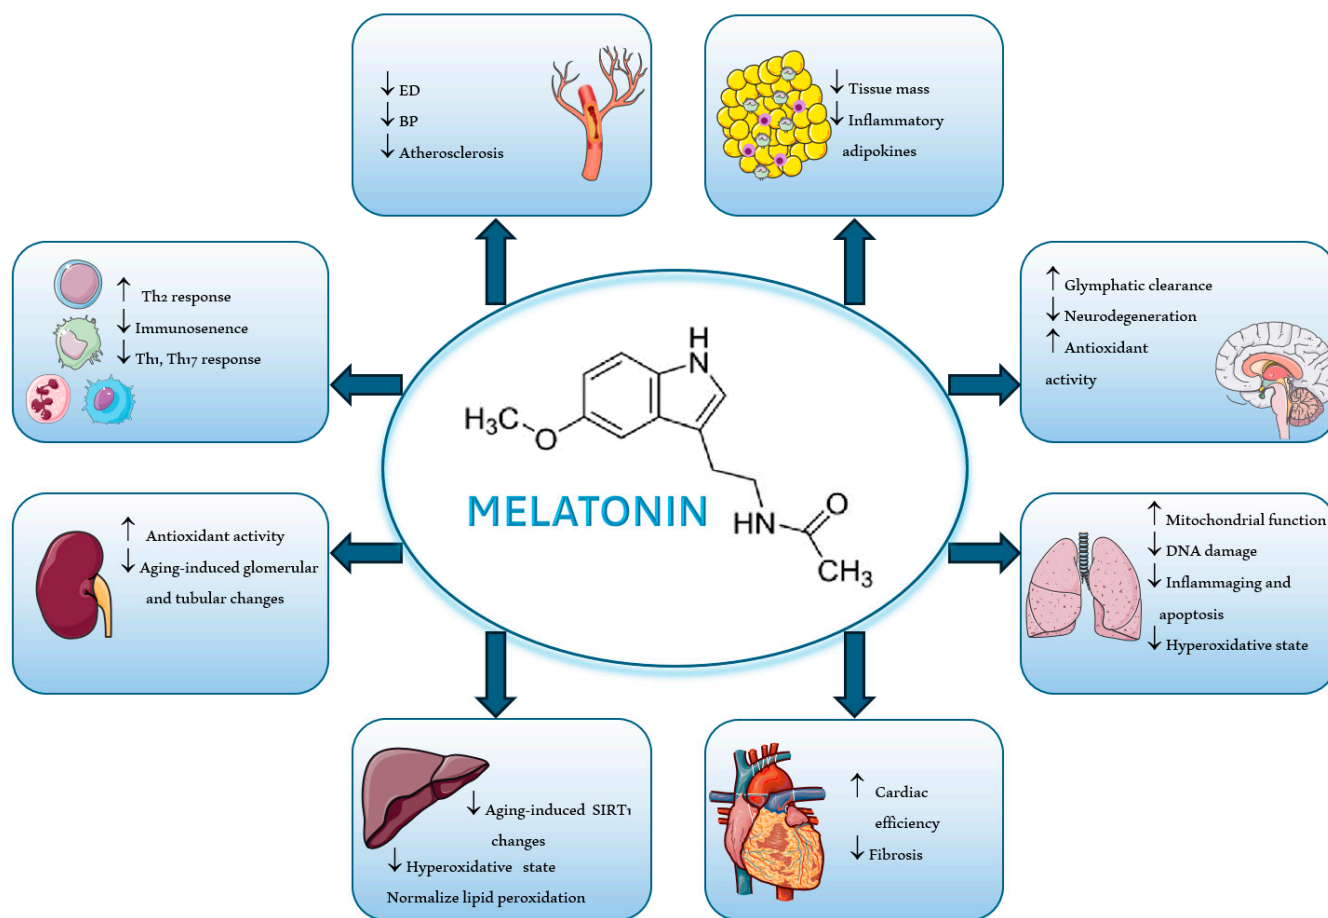 ↓ ED
↓ BP
↓ Atherosclerosis
↓ Tissue mass
↓ Inflammatory
adipokines
↑ Th2 response
↓ Immunosenence
↓ Th1, Th17 response
↑ Glymphatic clearance
↓ Neurodegeneration
↑ Antioxidant
activity
H
N
H₃C
O
MELATONIN
HN
O
CH₃
↑ Antioxidant activity
↓ Aging-induced glomerular
and tubular changes
↑ Mitochondrial function
↓ DNA damage
↓ Inflammaging and
apoptosis
↓ Hyperoxidative state
↓ Aging-induced SIRT1
changes
↓ Hyperoxidative state
Normalize lipid peroxidation
↑ Cardiac
efficiency
↓ Fibrosis